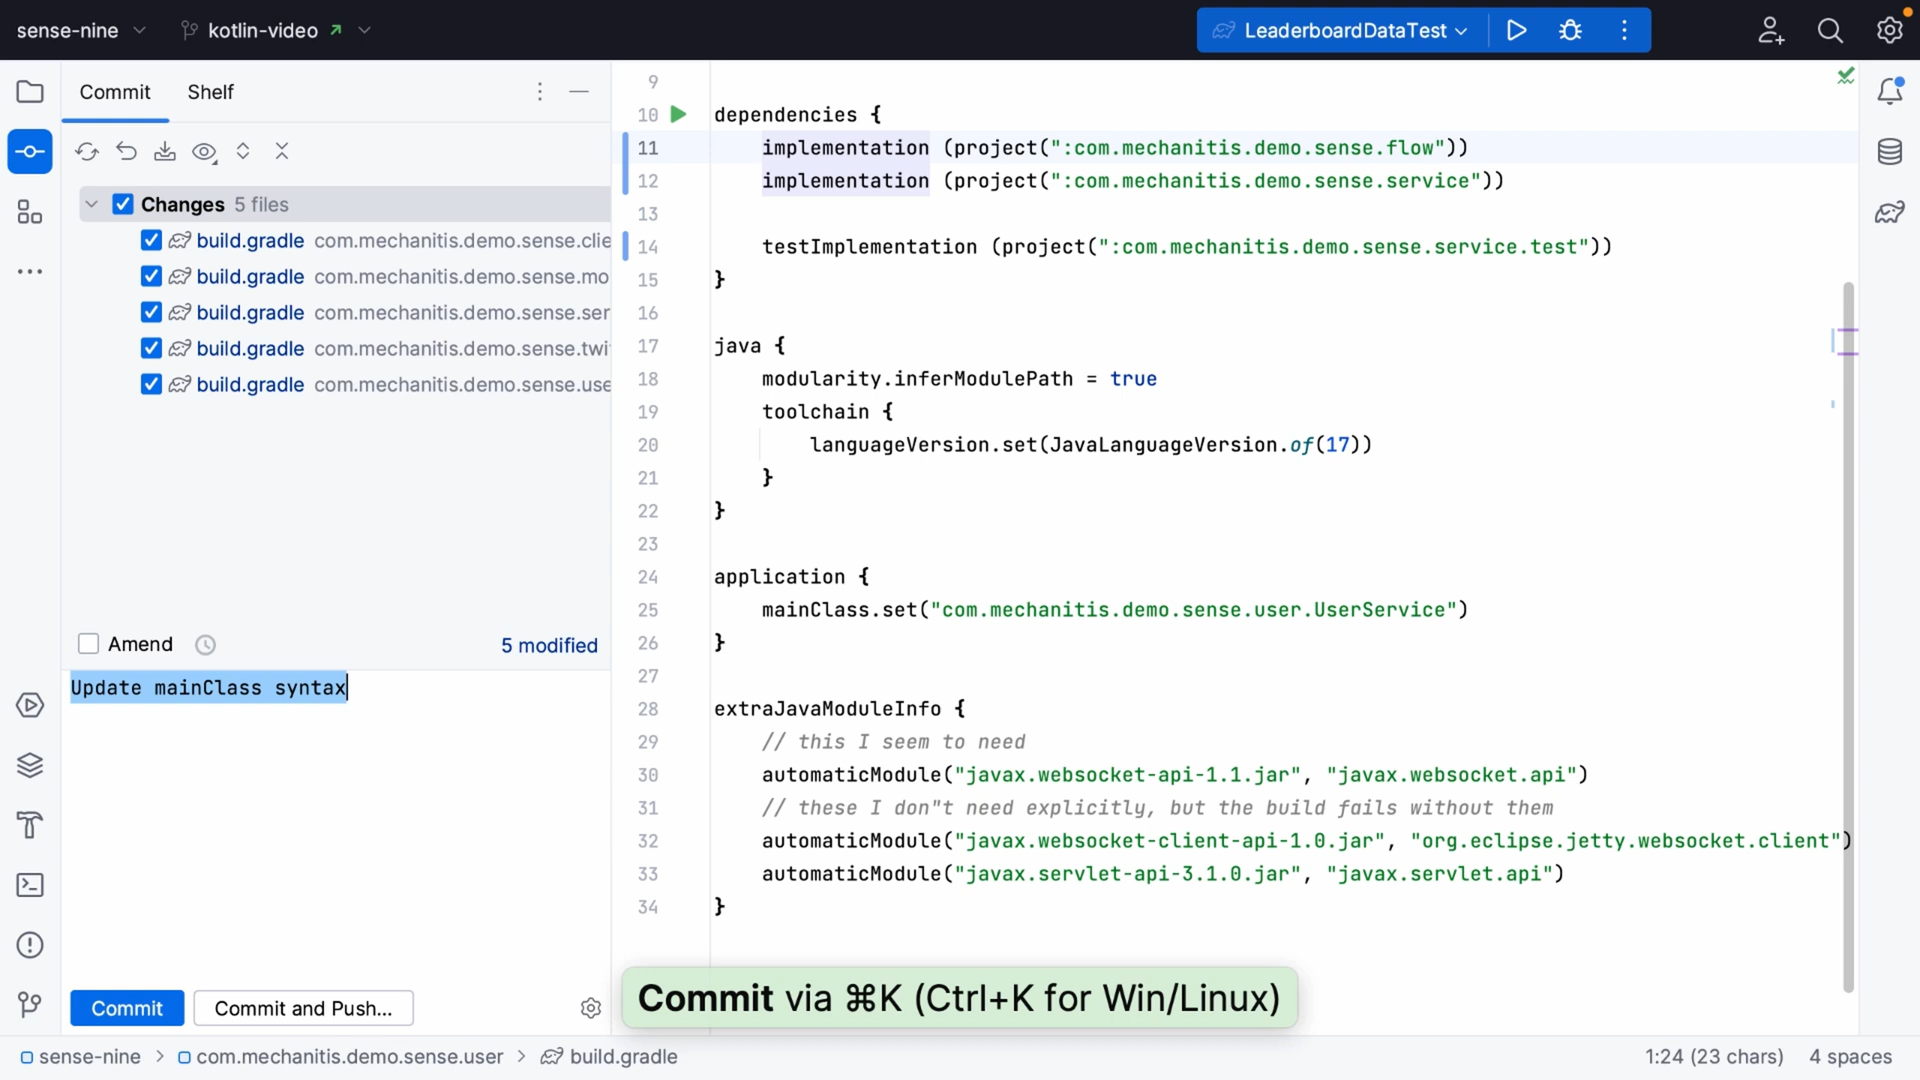 sense-nine
kotlin-video
LeaderboardDataTest
Commit Shelf
Changes 5 files
build.gradle com.mechanitis.demo.sense.clie
build.gradle com.mechanitis.demo.sense.mo
build.gradle com.mechanitis.demo.sense.ser
build.gradle com.mechanitis.demo.sense.twi
build.gradle com.mechanitis.demo.sense.use
Amend
5 modified
Update mainClass syntax
Commit
Commit and Push...
9
10 dependencies {
11 implementation (project(":com.mechanitis.demo.sense.flow"))
12 implementation (project(":com.mechanitis.demo.sense.service"))
13
14 testImplementation (project(":com.mechanitis.demo.sense.service.test"))
15 }
16
17 java {
18 modularity.inferModulePath = true
19 toolchain {
20 languageVersion.set(JavaLanguageVersion.of(17))
21 }
22 }
23
24 application {
25 mainClass.set("com.mechanitis.demo.sense.user.UserService")
26 }
27
28 extraJavaModuleInfo {
29 // this I seem to need
30 automaticModule("javax.websocket-api-1.1.jar", "javax.websocket.api")
31 // these I don"t need explicitly, but the build fails without them
32 automaticModule("javax.websocket-client-api-1.0.jar", "org.eclipse.jetty.websocket.client")
33 automaticModule("javax.servlet-api-3.1.0.jar", "javax.servlet.api")
34 }
Commit via ⌘K (Ctrl+K for Win/Linux)
sense-nine > com.mechanitis.demo.sense.user > build.gradle
1:24 (23 chars) 4 spaces